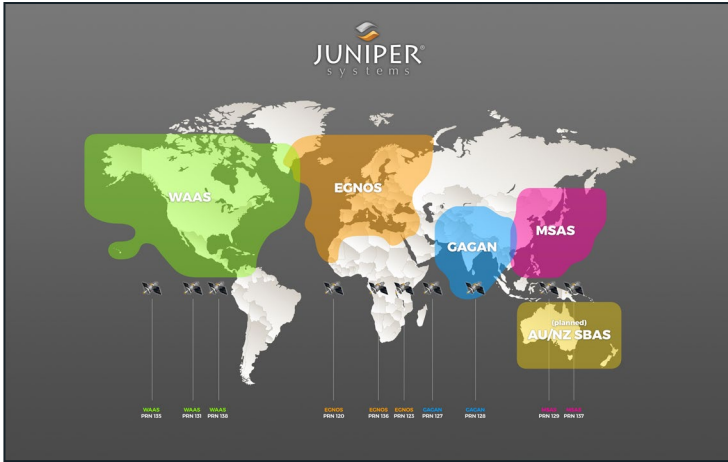 JUNIPER®
systems
WAAS
EGNOS
GAGAN
MSAS
(planned)
AU/NZ SBAS
WAAS
PRN 135
WAAS
PRN 131
WAAS
PRN 138
EGNOS
PRN 120
EGNOS
PRN 136
EGNOS
PRN 123
GAGAN
PRN 127
GAGAN
PRN 128
MSAS
PRN 129
MSAS
PRN 137